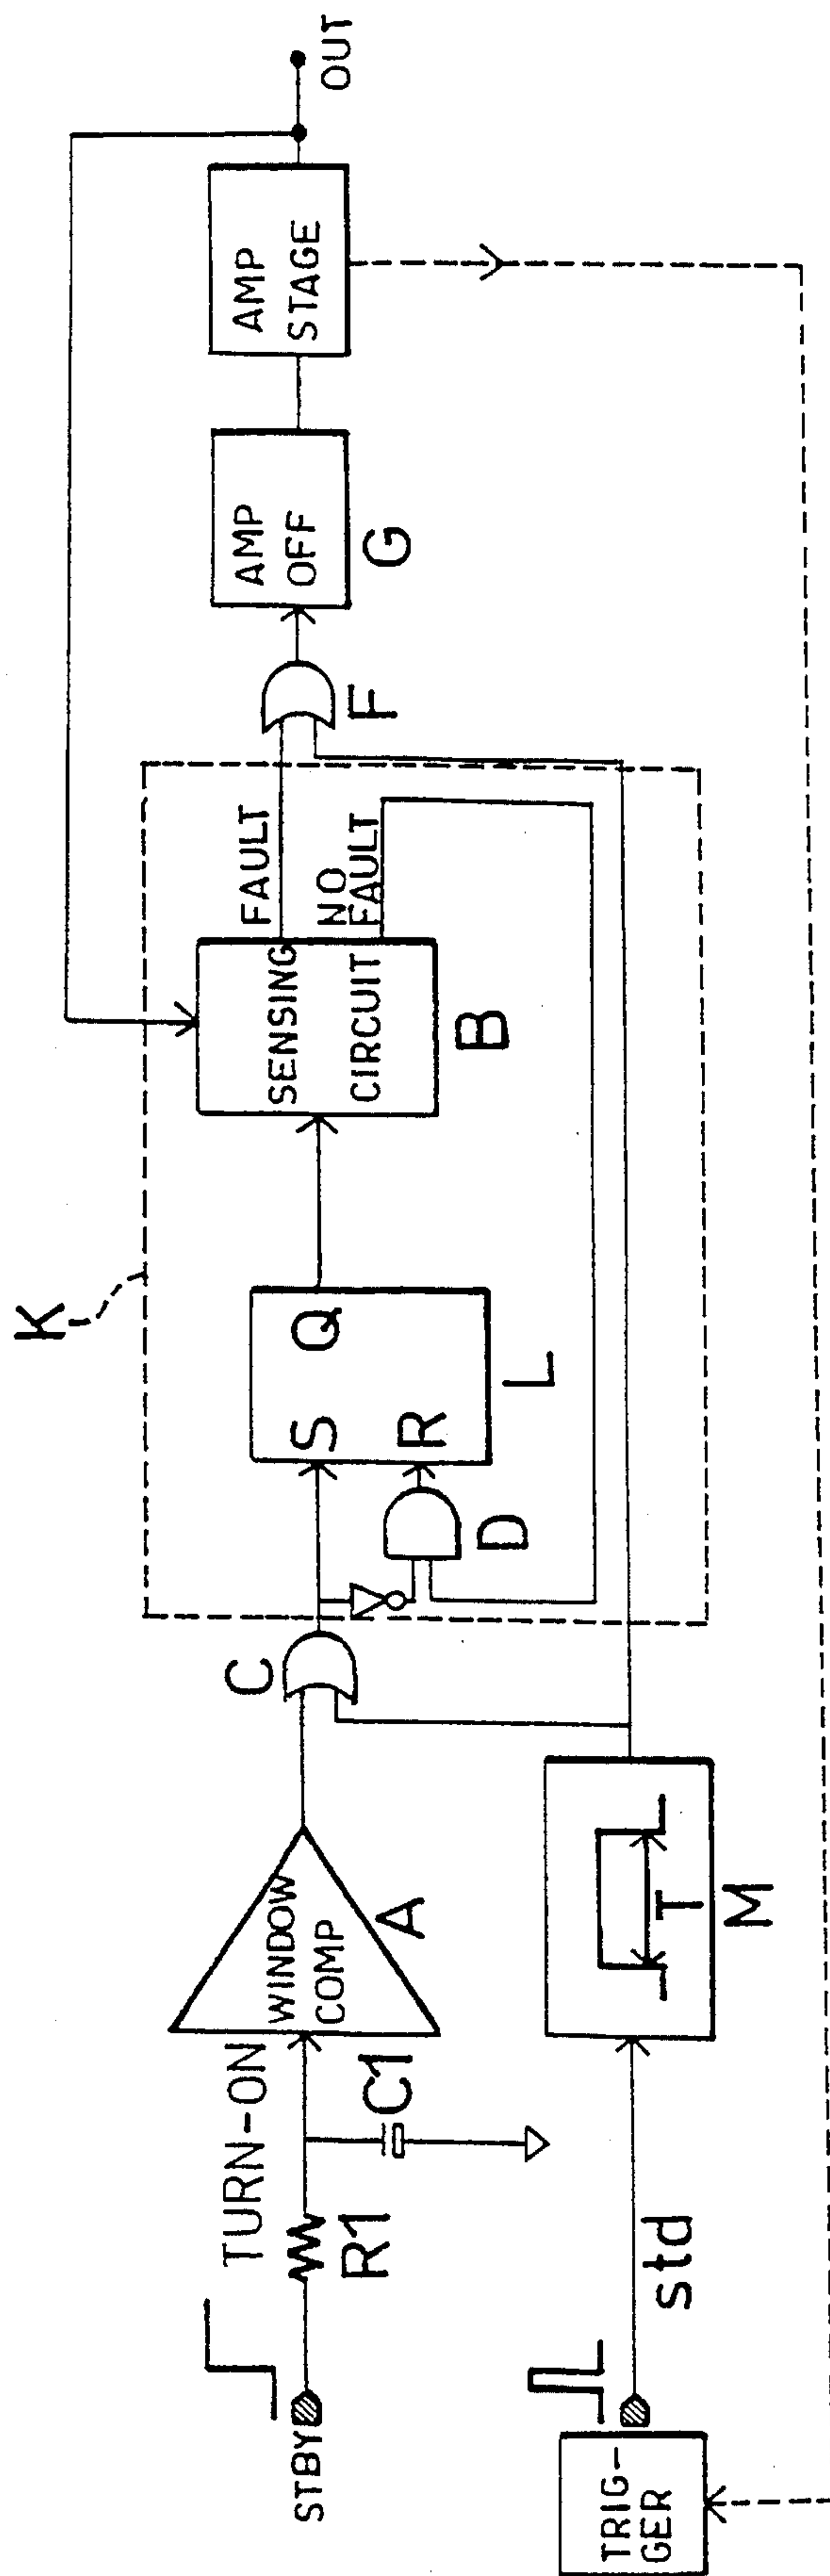 STBY
TURN-ON
R1
C1
WINDOW
COMP
A
C
K
S
Q
R
L
D
SENSING
CIRCUIT
B
FAULT
NO
FAULT
F
AMP
OFF
G
AMP
STAGE
OUT
TRIG-
GER
std
T
M